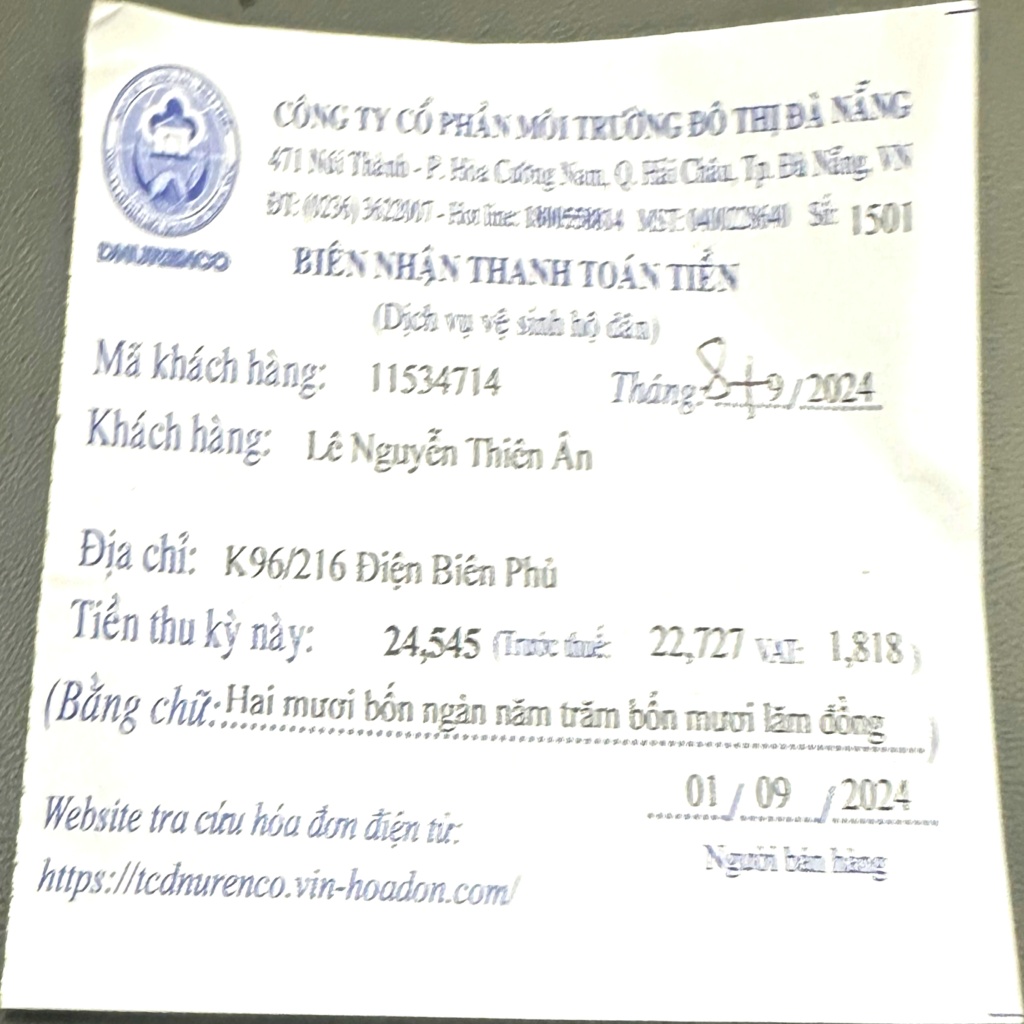 CÔNG TY CỔ PHẦN MÔI TRƯỜNG ĐÔ THỊ ĐÀ NẴNG
471 Núi Thành - P. Hòa Cường Nam, Q. Hải Châu, Tp. Đà Nẵng, VN
ĐT: (0236) - Hot line: MST: Số: 1501
DNURENCO
BIÊN NHẬN THANH TOÁN TIỀN
(Dịch vụ vệ sinh hộ dân)
Mã khách hàng: 11534714 Tháng: 8+9/2024
Khách hàng: Lê Nguyễn Thiên Ân
Địa chỉ: K96/216 Điện Biên Phủ
Tiền thu kỳ này: 24,545 (Trước thuế: 22,727 VAT: 1,818)
(Bằng chữ: Hai mươi bốn ngàn năm trăm bốn mươi lăm đồng)
01 / 09 / 2024
Người bán hàng
Website tra cứu hóa đơn điện tử:
https://tcdnurenco.vin-hoadon.com/